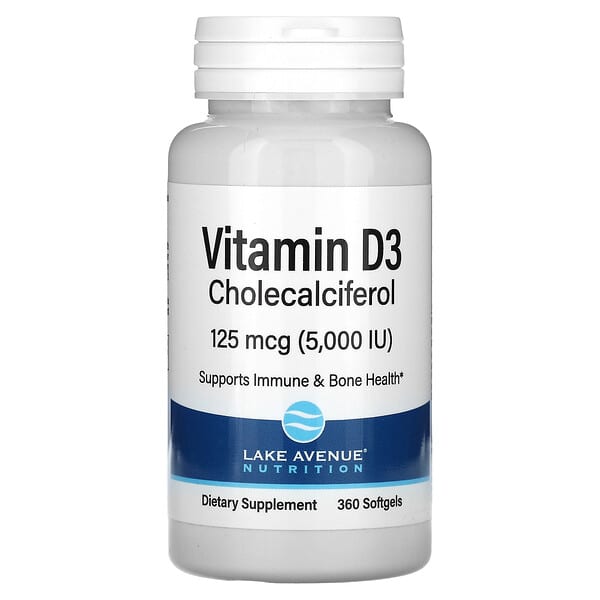 Vitamin D3
Cholecalciferol
125 mcg (5,000 IU)
Supports Immune & Bone Health*
LAKE AVENUE®
NUTRITION
Dietary Supplement 360 Softgels